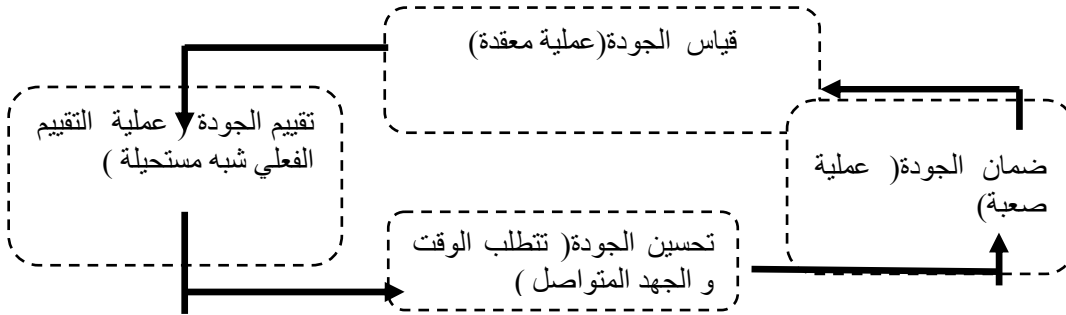 قياس الجودة(عملية معقدة)
تقييم الجودة ( عملية التقييم
الفعلي شبه مستحيلة )
ضمان الجودة( عملية
صعبة)
تحسين الجودة( تتطلب الوقت
و الجهد المتواصل )